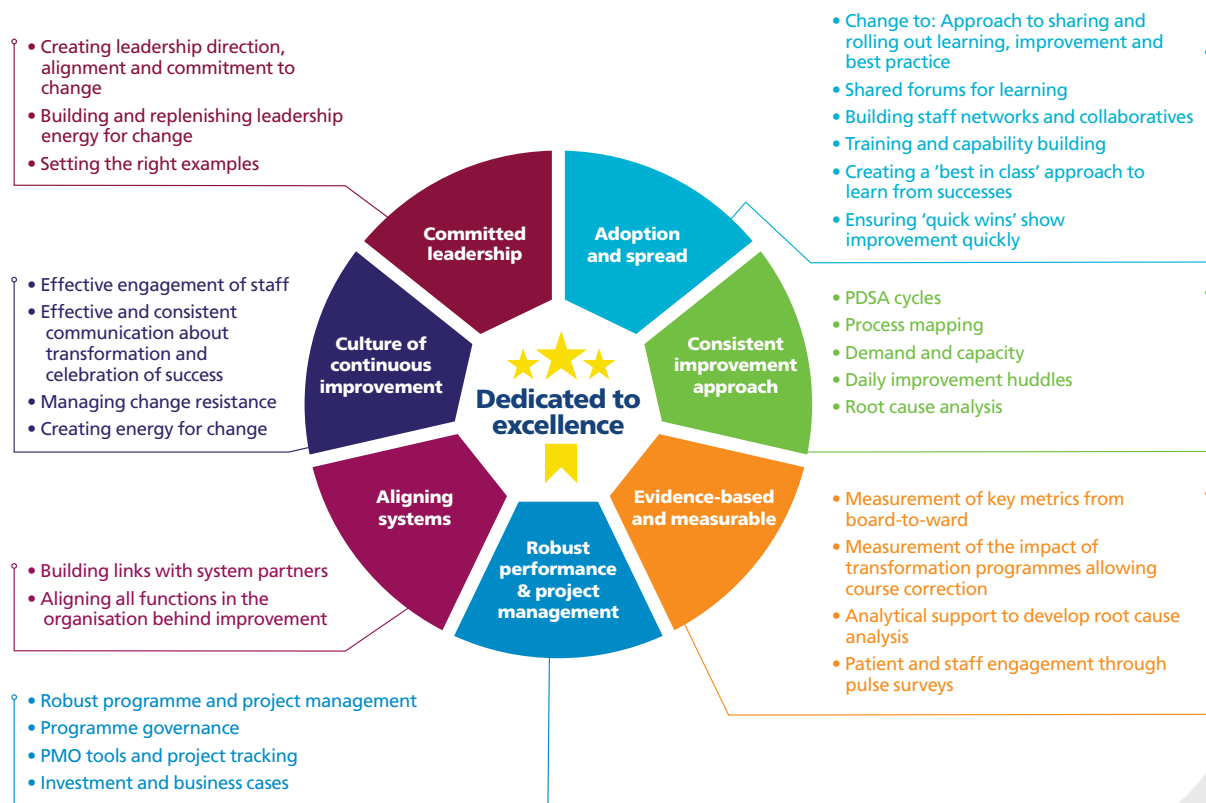 • Creating leadership direction,
alignment and commitment to
change
• Building and replenishing leadership
energy for change
• Setting the right examples
• Change to: Approach to sharing and
rolling out learning, improvement and
best practice
• Shared forums for learning
• Building staff networks and collaboratives
• Training and capability building
• Creating a ‘best in class’ approach to
learn from successes
• Ensuring ‘quick wins’ show
improvement quickly
Committed
leadership
Adoption
and spread
• Effective engagement of staff
• Effective and consistent
communication about
transformation and
celebration of success
• Managing change resistance
• Creating energy for change
Culture of
continuous
improvement
Consistent
improvement
approach
• PDSA cycles
• Process mapping
• Demand and capacity
• Daily improvement huddles
• Root cause analysis
Dedicated to
excellence
Aligning
systems
Robust
performance
& project
management
Evidence-based
and measurable
• Building links with system partners
• Aligning all functions in the
organisation behind improvement
• Measurement of key metrics from
board-to-ward
• Measurement of the impact of
transformation programmes allowing
course correction
• Analytical support to develop root cause
analysis
• Patient and staff engagement through
pulse surveys
• Robust programme and project management
• Programme governance
• PMO tools and project tracking
• Investment and business cases